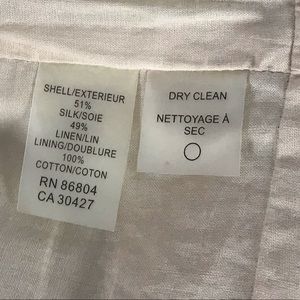 SHELL/EXTERIEUR
51%
SILK/SOIE
49%
LINEN/LIN
LINING/DOUBLURE
100%
COTTON/COTON
RN 86804
CA 30427
DRY CLEAN
NETTOYAGE À
SEC